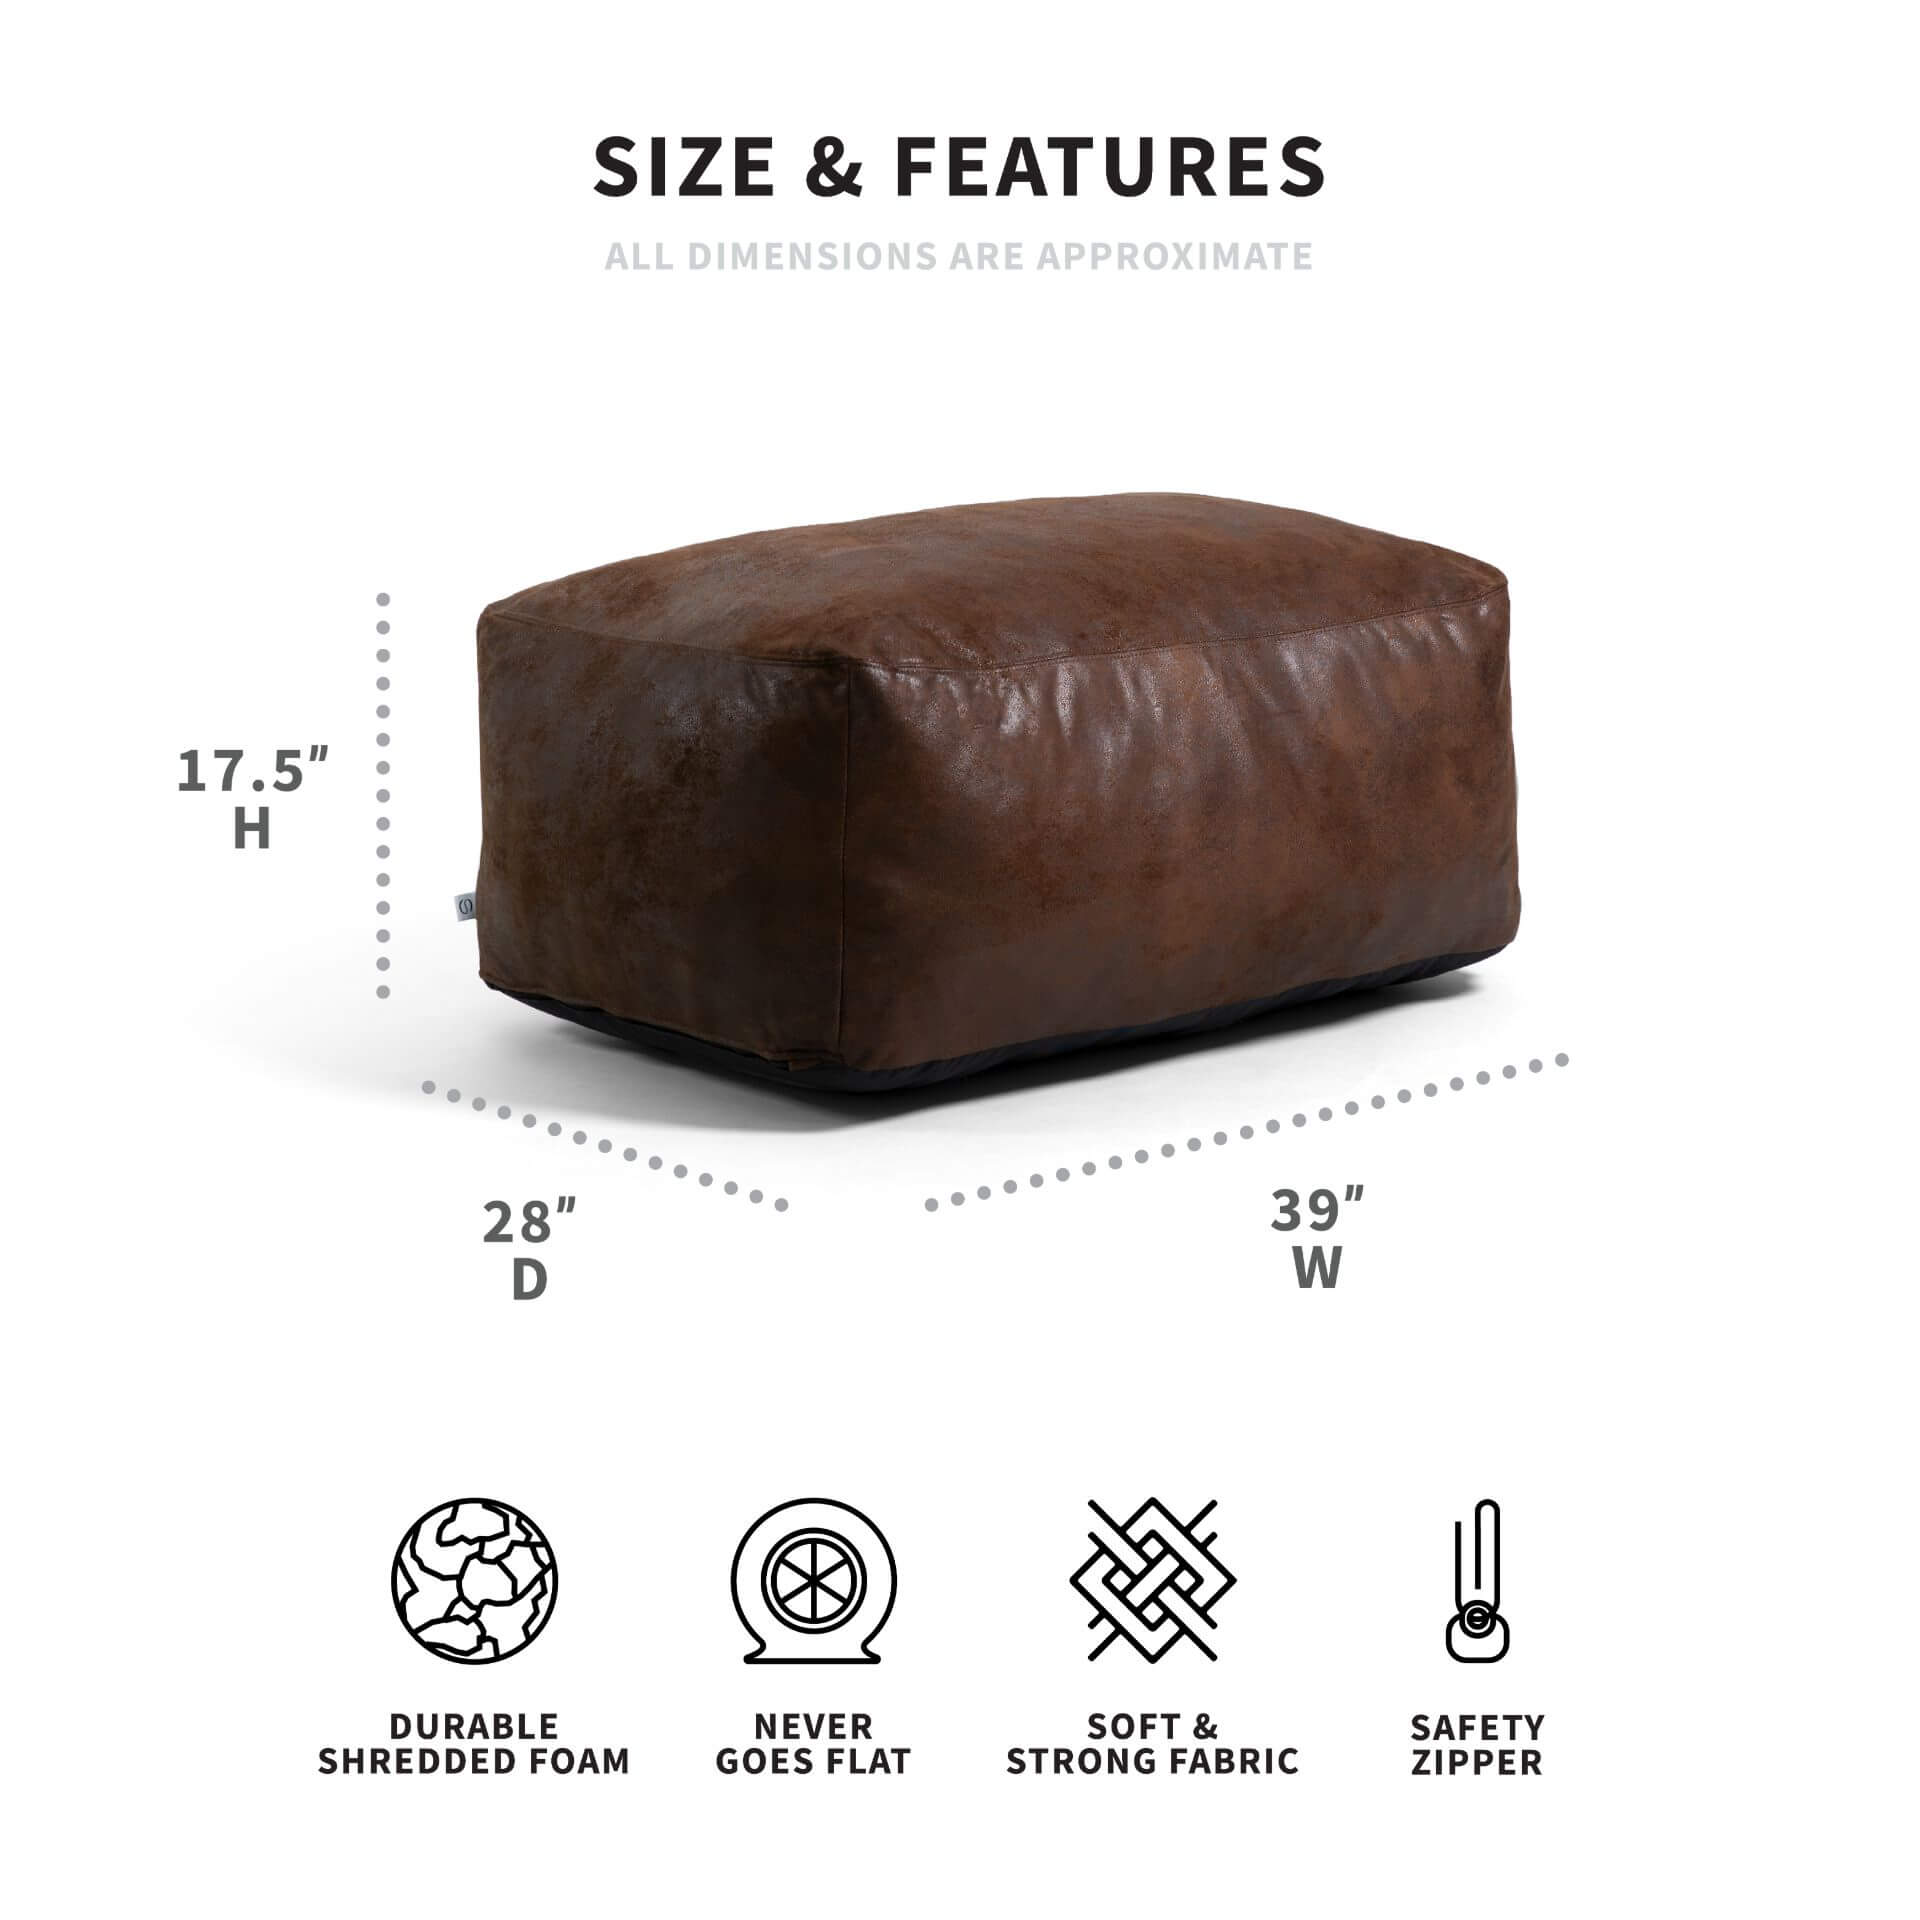 SIZE & FEATURES
ALL DIMENSIONS ARE APPROXIMATE
17.5"
H
28"
D
39"
W
DURABLE
SHREDDED FOAM
NEVER
GOES FLAT
SOFT &
STRONG FABRIC
SAFETY
ZIPPER